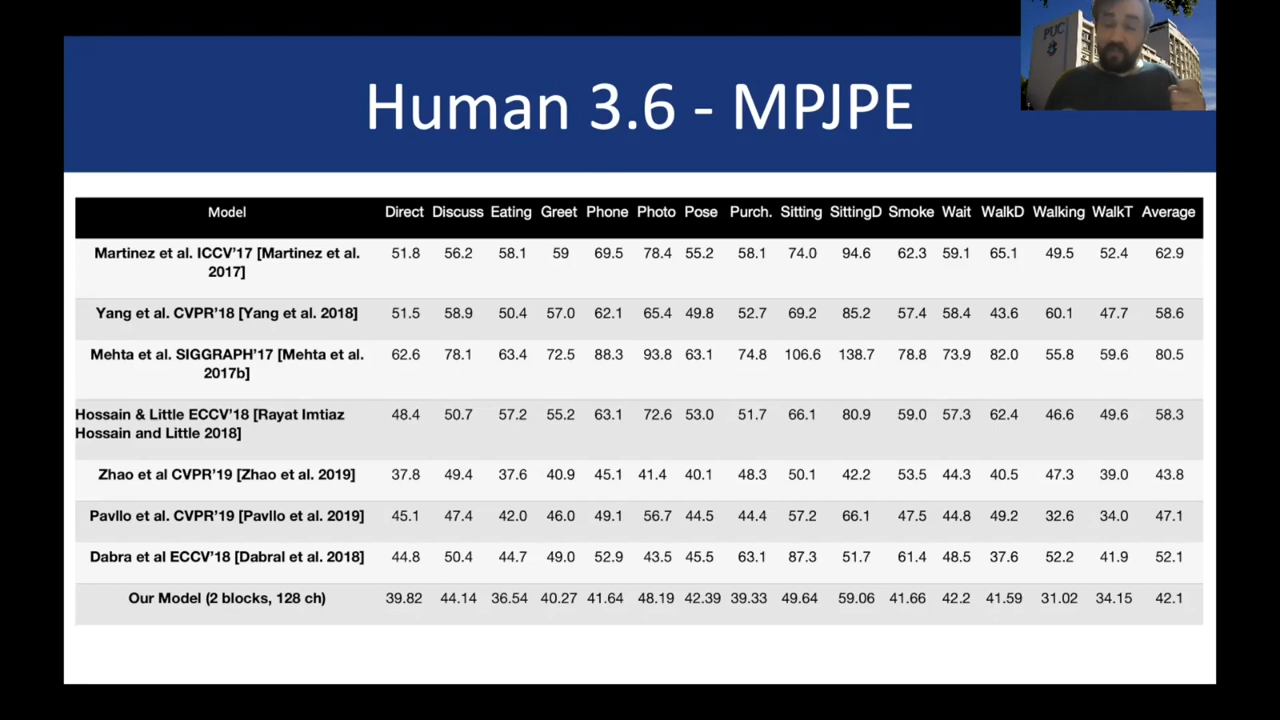 PUC
Human 3.6 - MPJPE
Model Direct Discuss Eating Greet Phone Photo Pose Purch. Sitting SittingD Smoke Wait WalkD Walking WalkT Average
Martinez et al. ICCV'17 [Martinez et al. 2017] 51.8 56.2 58.1 59 69.5 78.4 55.2 58.1 74.0 94.6 62.3 59.1 65.1 49.5 52.4 62.9
Yang et al. CVPR'18 [Yang et al. 2018] 51.5 58.9 50.4 57.0 62.1 65.4 49.8 52.7 69.2 85.2 57.4 58.4 43.6 60.1 47.7 58.6
Mehta et al. SIGGRAPH'17 [Mehta et al. 2017b] 62.6 78.1 63.4 72.5 88.3 93.8 63.1 74.8 106.6 138.7 78.8 73.9 82.0 55.8 59.6 80.5
Hossain & Little ECCV'18 [Rayat Imtiaz Hossain and Little 2018] 48.4 50.7 57.2 55.2 63.1 72.6 53.0 51.7 66.1 80.9 59.0 57.3 62.4 46.6 49.6 58.3
Zhao et al CVPR'19 [Zhao et al. 2019] 37.8 49.4 37.6 40.9 45.1 41.4 40.1 48.3 50.1 42.2 53.5 44.3 40.5 47.3 39.0 43.8
Pavllo et al. CVPR'19 [Pavllo et al. 2019] 45.1 47.4 42.0 46.0 49.1 56.7 44.5 44.4 57.2 66.1 47.5 44.8 49.2 32.6 34.0 47.1
Dabra et al ECCV'18 [Dabral et al. 2018] 44.8 50.4 44.7 49.0 52.9 43.5 45.5 63.1 87.3 51.7 61.4 48.5 37.6 52.2 41.9 52.1
Our Model (2 blocks, 128 ch) 39.82 44.14 36.54 40.27 41.64 48.19 42.39 39.33 49.64 59.06 41.66 42.2 41.59 31.02 34.15 42.1